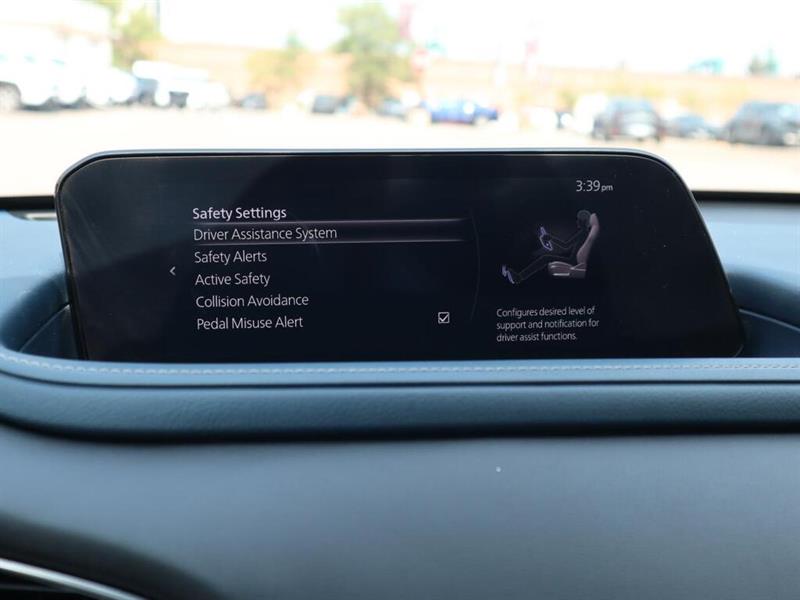 3:39pm
Safety Settings
Driver Assistance System
Safety Alerts
Active Safety
Collision Avoidance
Pedal Misuse Alert
Configures desired level of
support and notification for
driver assist functions.